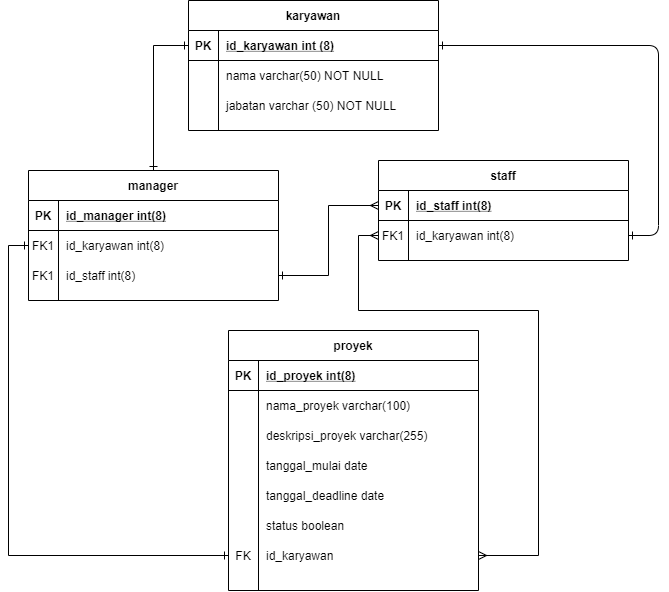 karyawan
PK id_karyawan int (8)
nama varchar(50) NOT NULL
jabatan varchar (50) NOT NULL
manager
PK id_manager int(8)
FK1 id_karyawan int(8)
FK1 id_staff int(8)
staff
PK id_staff int(8)
FK1 id_karyawan int(8)
proyek
PK id_proyek int(8)
nama_proyek varchar(100)
deskripsi_proyek varchar(255)
tanggal_mulai date
tanggal_deadline date
status boolean
FK id_karyawan